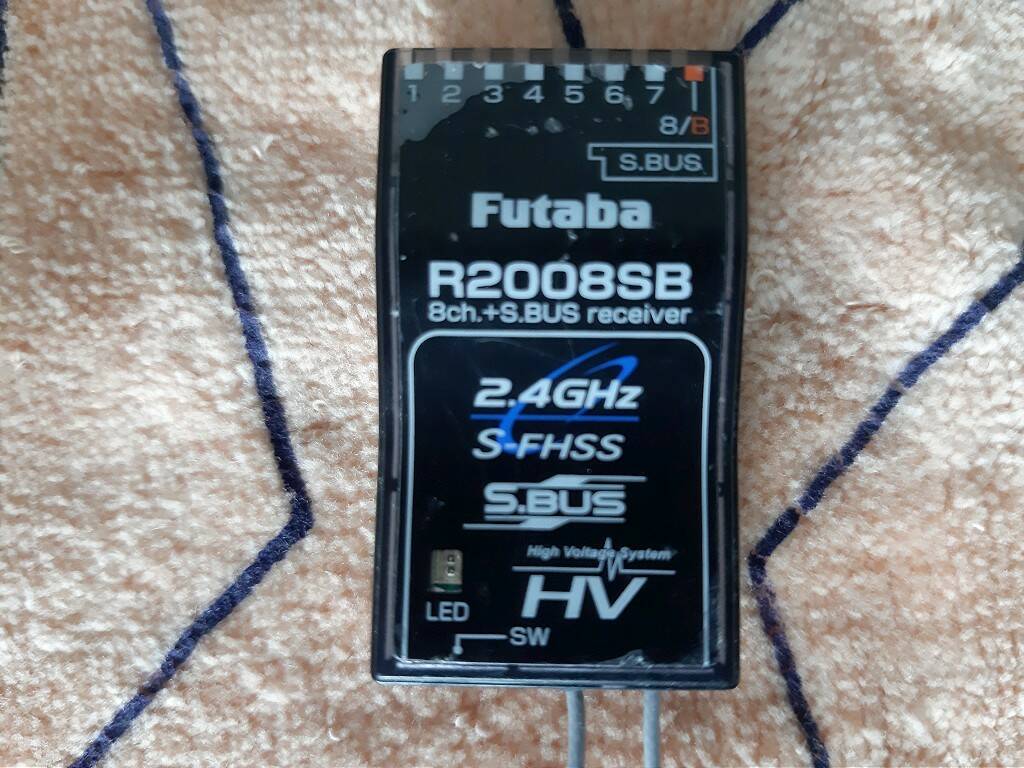 1 2 3 4 5 6 7
8/B
S.BUS
Futaba
R2008SB
8ch.+S.BUS receiver
2.4GHz
S-FHSS
S.BUS
High Voltage System
HV
LED
SW